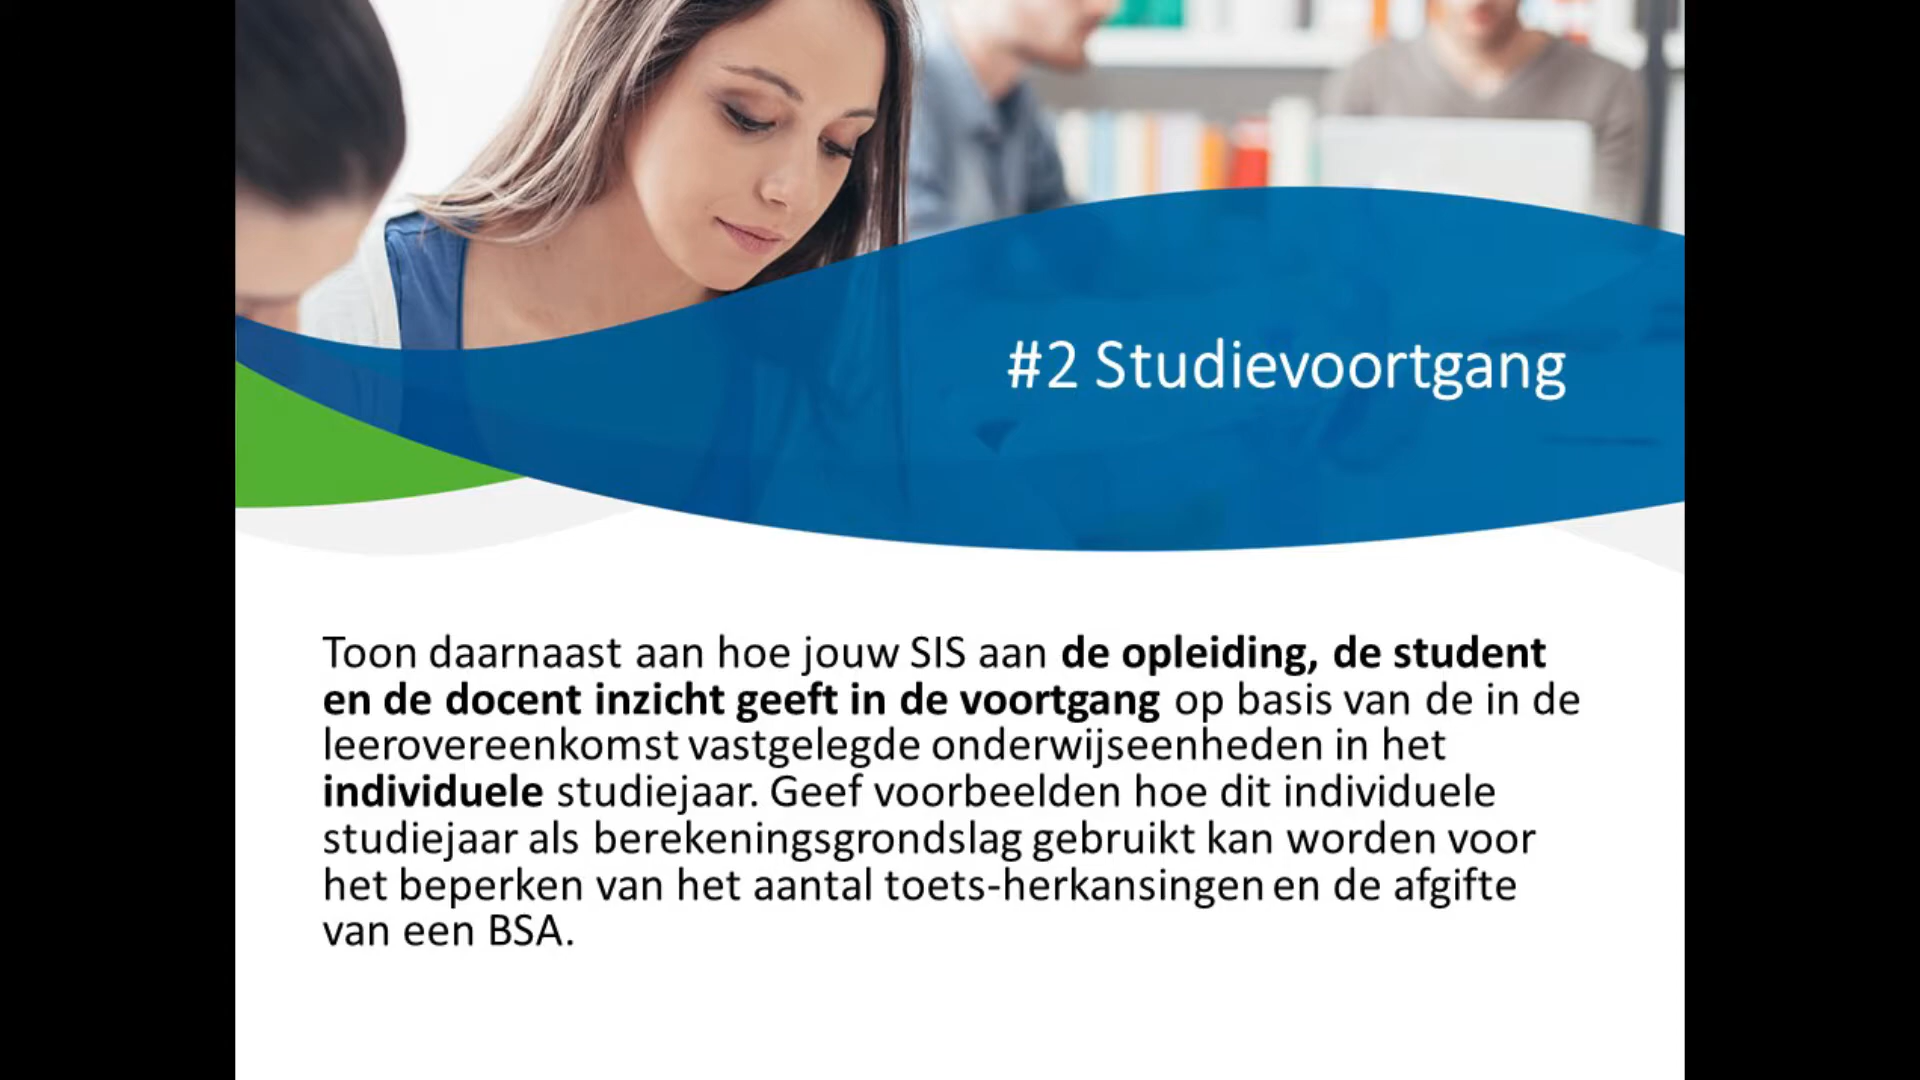 #2 Studievoortgang
Toon daarnaast aan hoe jouw SIS aan de opleiding, de student
en de docent inzicht geeft in de voortgang op basis van de in de
leerovereenkomst vastgelegde onderwijseenheden in het
individuele studiejaar. Geef voorbeelden hoe dit individuele
studiejaar als berekeningsgrondslag gebruikt kan worden voor
het beperken van het aantal toets-herkansingen en de afgifte
van een BSA.